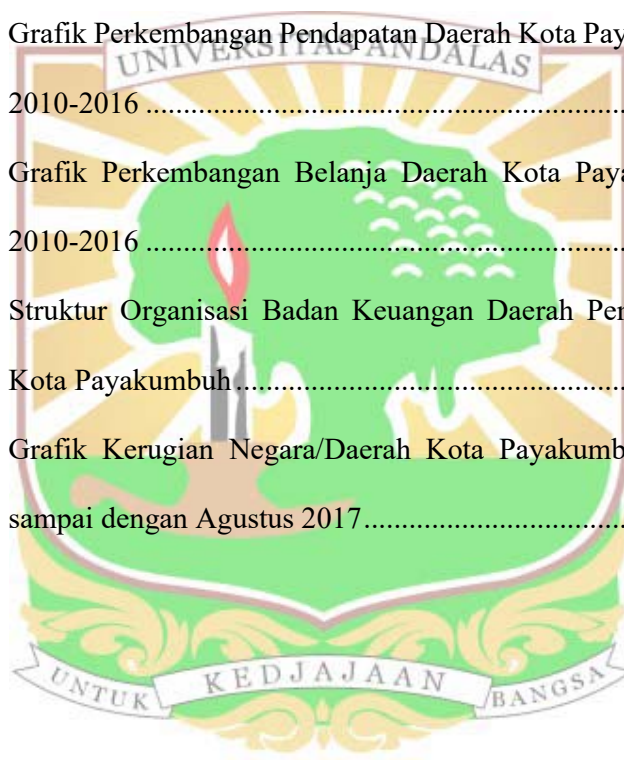 Grafik Perkembangan Pendapatan Daerah Kota Pay
UNIVERSITAS ANDALAS
2010-2016 ........................................................
Grafik Perkembangan Belanja Daerah Kota Paya
2010-2016 ........................................................
Struktur Organisasi Badan Keuangan Daerah Pe
Kota Payakumbuh..............................................
Grafik Kerugian Negara/Daerah Kota Payakumb
sampai dengan Agustus 2017..............................
UNTUK KEDJAJAAN BANGSA